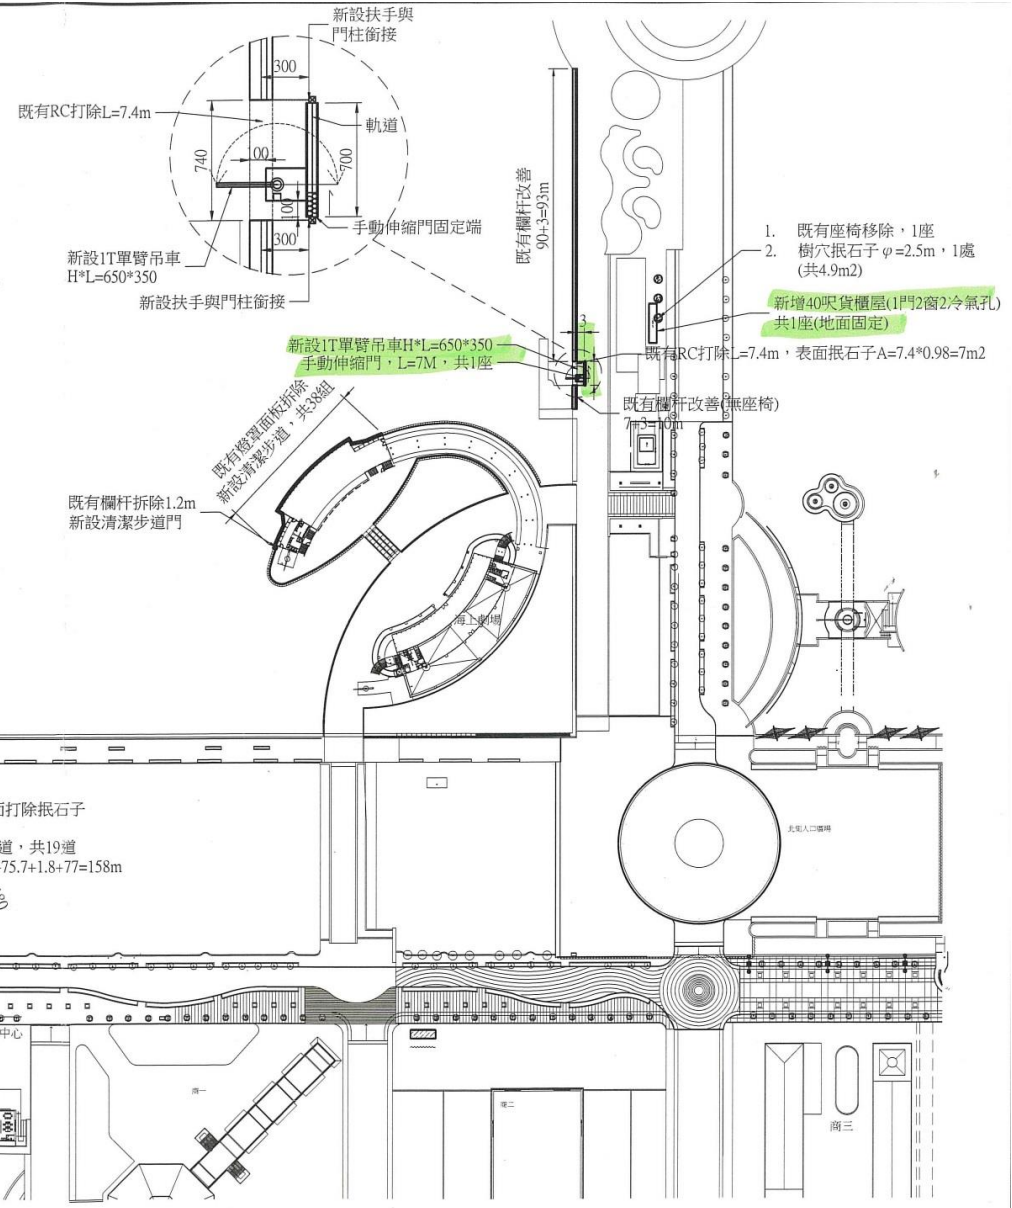 新設扶手與
門柱銜接
300
既有RC打除L=7.4m
軌道
740
100
700
100
手動伸縮門固定端
300
新設1T單臂吊車
H*L=650*350
新設扶手與門柱銜接
既有欄杆改善
90+3=93m
1. 既有座椅移除，1座
2. 樹穴抿石子φ=2.5m，1處
(共4.9m2)
新增40呎貨櫃屋(1門2窗2冷氣孔)
共1座(地面固定)
3
新設1T單臂吊車H*L=650*350
手動伸縮門，L=7M，共1座
既有RC打除L=7.4m，表面抿石子A=7.4*0.98=7m2
既有欄杆改善(無座椅)
7+3=10m
既有燈罩面板拆除
新設清潔步道，共38組
既有欄杆拆除1.2m
新設清潔步道門
海上劇場
面打除抿石子
道，共19道
75.7+1.8+77=158m
北堤入口廣場
中心
商一
商二
商三